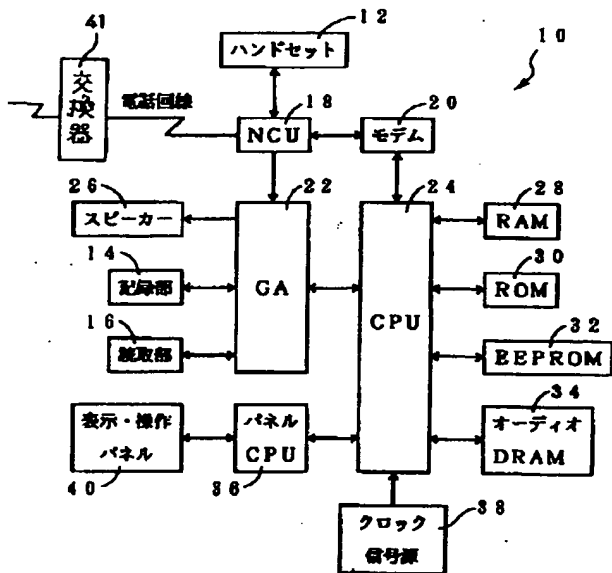 41
交換器
電話回線
12
ハンドセット
10
18
NCU
20
モデム
26
スピーカー
22
GA
24
CPU
28
RAM
14
記録部
30
ROM
16
読取部
32
EEPROM
34
オーディオ
DRAM
表示・操作
パネル
40
パネル
CPU
36
クロック
信号源
38